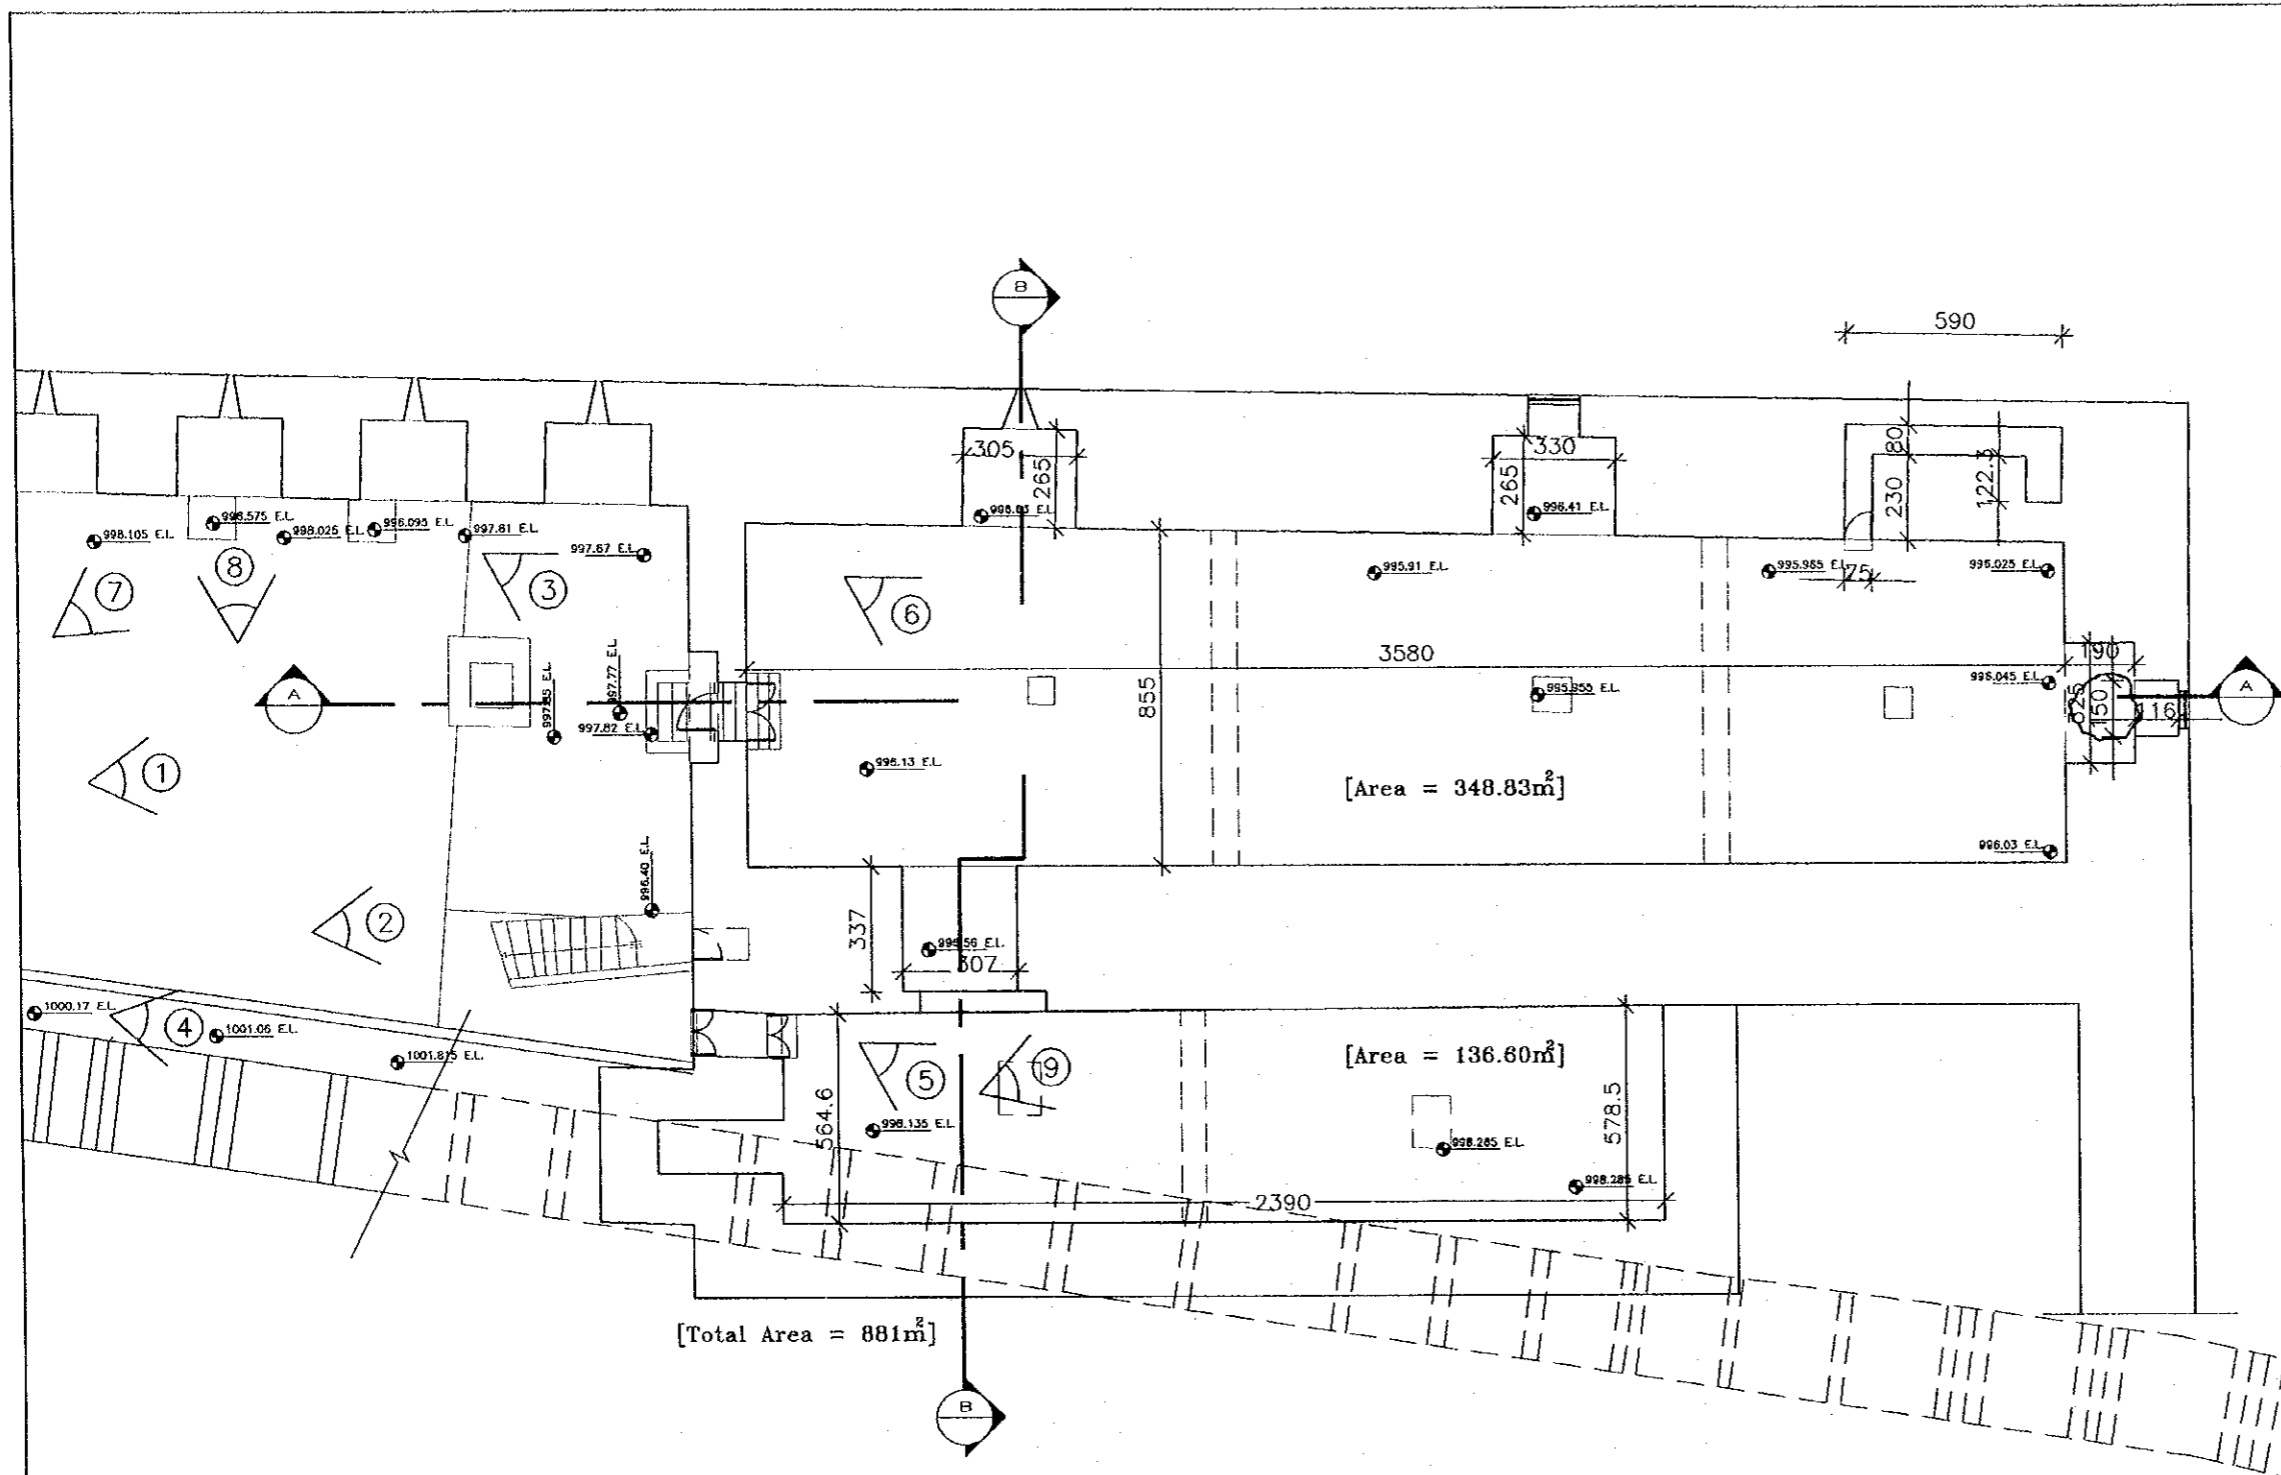 B
590
305
265
330
265
80
230
122.3
998.575 E.L.
998.105 E.L.
998.025 E.L.
998.095 E.L.
997.81 E.L.
997.67 E.L.
996.41 E.L.
995.91 E.L.
995.985 E.L.
75
996.025 E.L.
7
8
3
6
3580
190
855
997.85 E.L.
997.77 E.L.
997.82 E.L.
995.955 E.L.
996.045 E.L.
A
A
150
116
1
996.13 E.L.
[Area = 348.83m²]
996.03 E.L.
996.40 E.L.
2
337
307
1000.17 E.L.
4
1001.06 E.L.
1001.815 E.L.
5
9
[Area = 136.60m²]
564.6
578.5
998.135 E.L.
998.285 E.L.
998.285 E.L.
2390
[Total Area = 881m²]
B